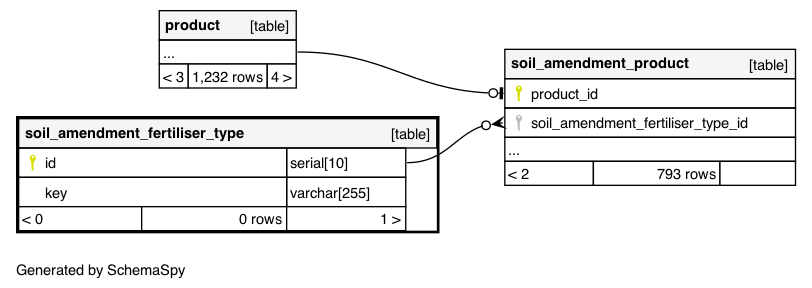 product [table]
...
< 3 1,232 rows 4 >
soil_amendment_product [table]
product_id
soil_amendment_fertiliser_type_id
...
< 2 793 rows
soil_amendment_fertiliser_type [table]
id serial[10]
key varchar[255]
< 0 0 rows 1 >
Generated by SchemaSpy